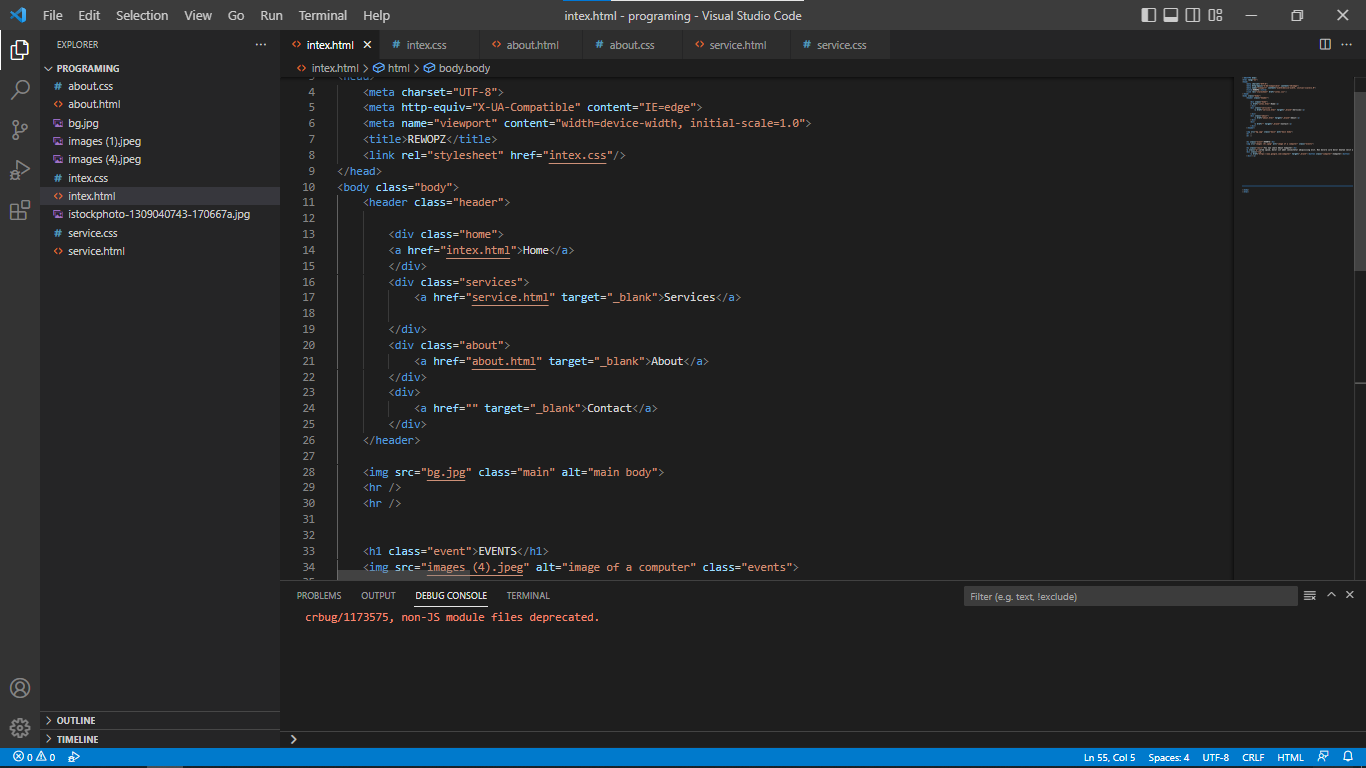 File Edit Selection View Go Run Terminal Help intex.html - programing - Visual Studio Code
EXPLORER ···
PROGRAMING
about.css
about.html
bg.jpg
images (1).jpeg
images (4).jpeg
intex.css
intex.html
istockphoto-1309040743-170667a.jpg
service.css
service.html
OUTLINE
TIMELINE
intex.html intex.css about.html about.css service.html service.css
intex.html > html > body.body
3 <head>
4 <meta charset="UTF-8">
5 <meta http-equiv="X-UA-Compatible" content="IE=edge">
6 <meta name="viewport" content="width=device-width, initial-scale=1.0">
7 <title>REWOPZ</title>
8 <link rel="stylesheet" href="intex.css"/>
9 </head>
10 <body class="body">
11 <header class="header">
12
13 <div class="home">
14 <a href="intex.html">Home</a>
15 </div>
16 <div class="services">
17 <a href="service.html" target="_blank">Services</a>
18
19 </div>
20 <div class="about">
21 <a href="about.html" target="_blank">About</a>
22 </div>
23 <div>
24 <a href="" target="_blank">Contact</a>
25 </div>
26 </header>
27
28 <img src="bg.jpg" class="main" alt="main body">
29 <hr />
30 <hr />
31
32
33 <h1 class="event">EVENTS</h1>
34 <img src="images (4).jpeg" alt="image of a computer" class="events">
PROBLEMS OUTPUT DEBUG CONSOLE TERMINAL Filter (e.g. text, !exclude)
crbug/1173575, non-JS module files deprecated.
0 0 Ln 55, Col 5 Spaces: 4 UTF-8 CRLF HTML